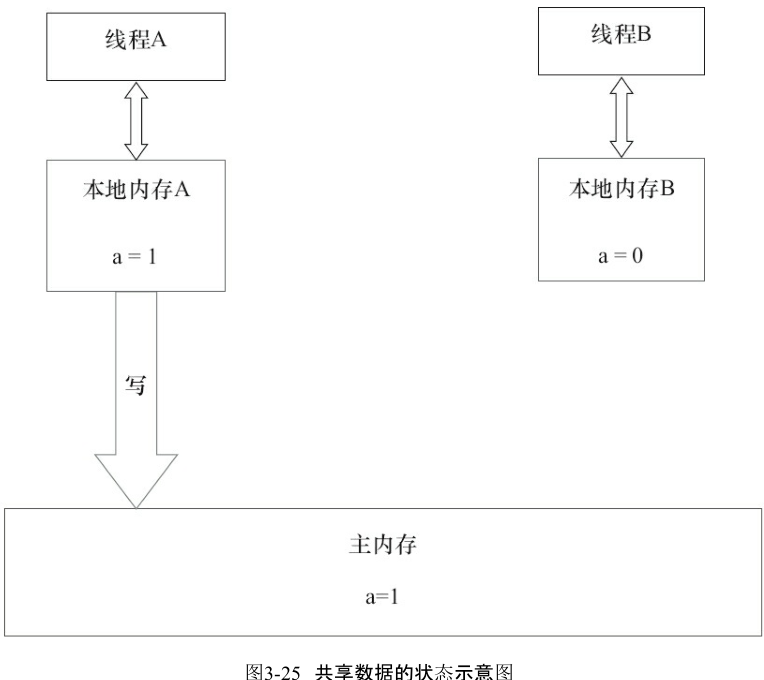 线程A
线程B
本地内存A
本地内存B
a = 1
a = 0
写
主内存
a=1
图3-25 共享数据的状态示意图